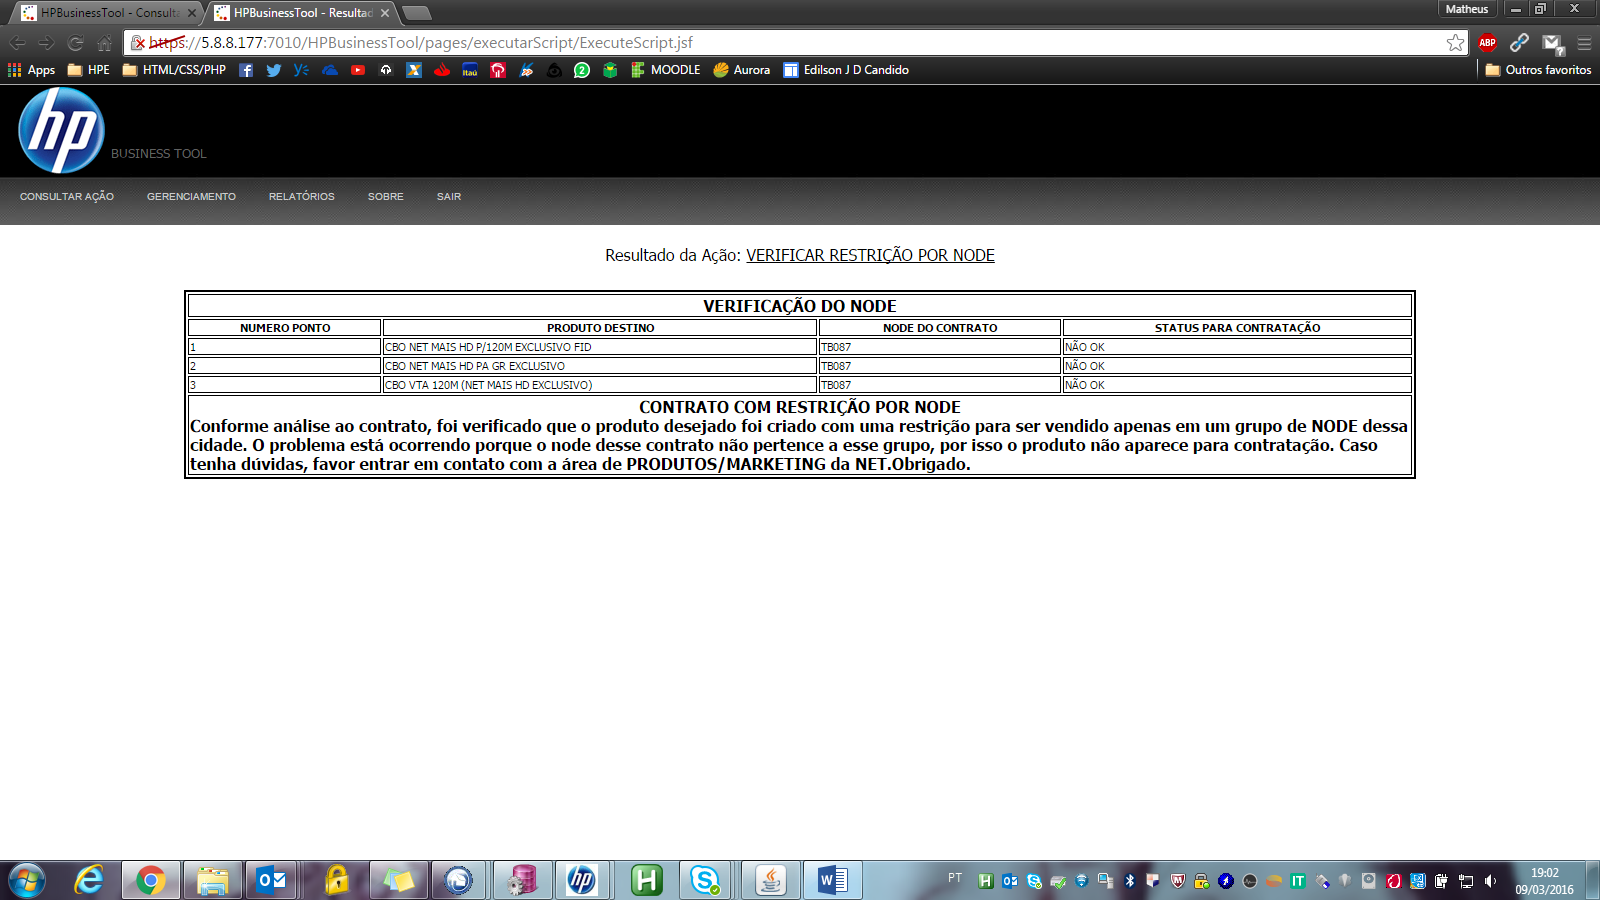 HPBusinessTool - Consulta
HPBusinessTool - Resultad
Matheus
https://5.8.8.177:7010/HPBusinessTool/pages/executarScript/ExecuteScript.jsf
ABP
Apps
HPE
HTML/CSS/PHP
Itaú
2
MOODLE
Aurora
Edilson J D Candido
Outros favoritos
hp
BUSINESS TOOL
CONSULTAR AÇÃO
GERENCIAMENTO
RELATÓRIOS
SOBRE
SAIR
Resultado da Ação: VERIFICAR RESTRIÇÃO POR NODE
VERIFICAÇÃO DO NODE
NUMERO PONTO PRODUTO DESTINO NODE DO CONTRATO STATUS PARA CONTRATAÇÃO
1 CBO NET MAIS HD P/120M EXCLUSIVO FID TB087 NÃO OK
2 CBO NET MAIS HD PA GR EXCLUSIVO TB087 NÃO OK
3 CBO VTA 120M (NET MAIS HD EXCLUSIVO) TB087 NÃO OK
CONTRATO COM RESTRIÇÃO POR NODE
Conforme análise ao contrato, foi verificado que o produto desejado foi criado com uma restrição para ser vendido apenas em um grupo de NODE dessa
cidade. O problema está ocorrendo porque o node desse contrato não pertence a esse grupo, por isso o produto não aparece para contratação. Caso
tenha dúvidas, favor entrar em contato com a área de PRODUTOS/MARKETING da NET.Obrigado.
PT
19:02
09/03/2016